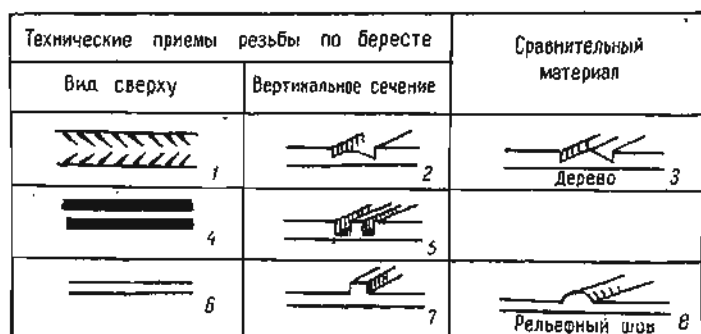 Технические приемы резьбы по бересте
Сравнительный
материал
Вид сверху
Вертикальное сечение
1
2
3
Дерево
4
5
6
7
8
Рельефный шов